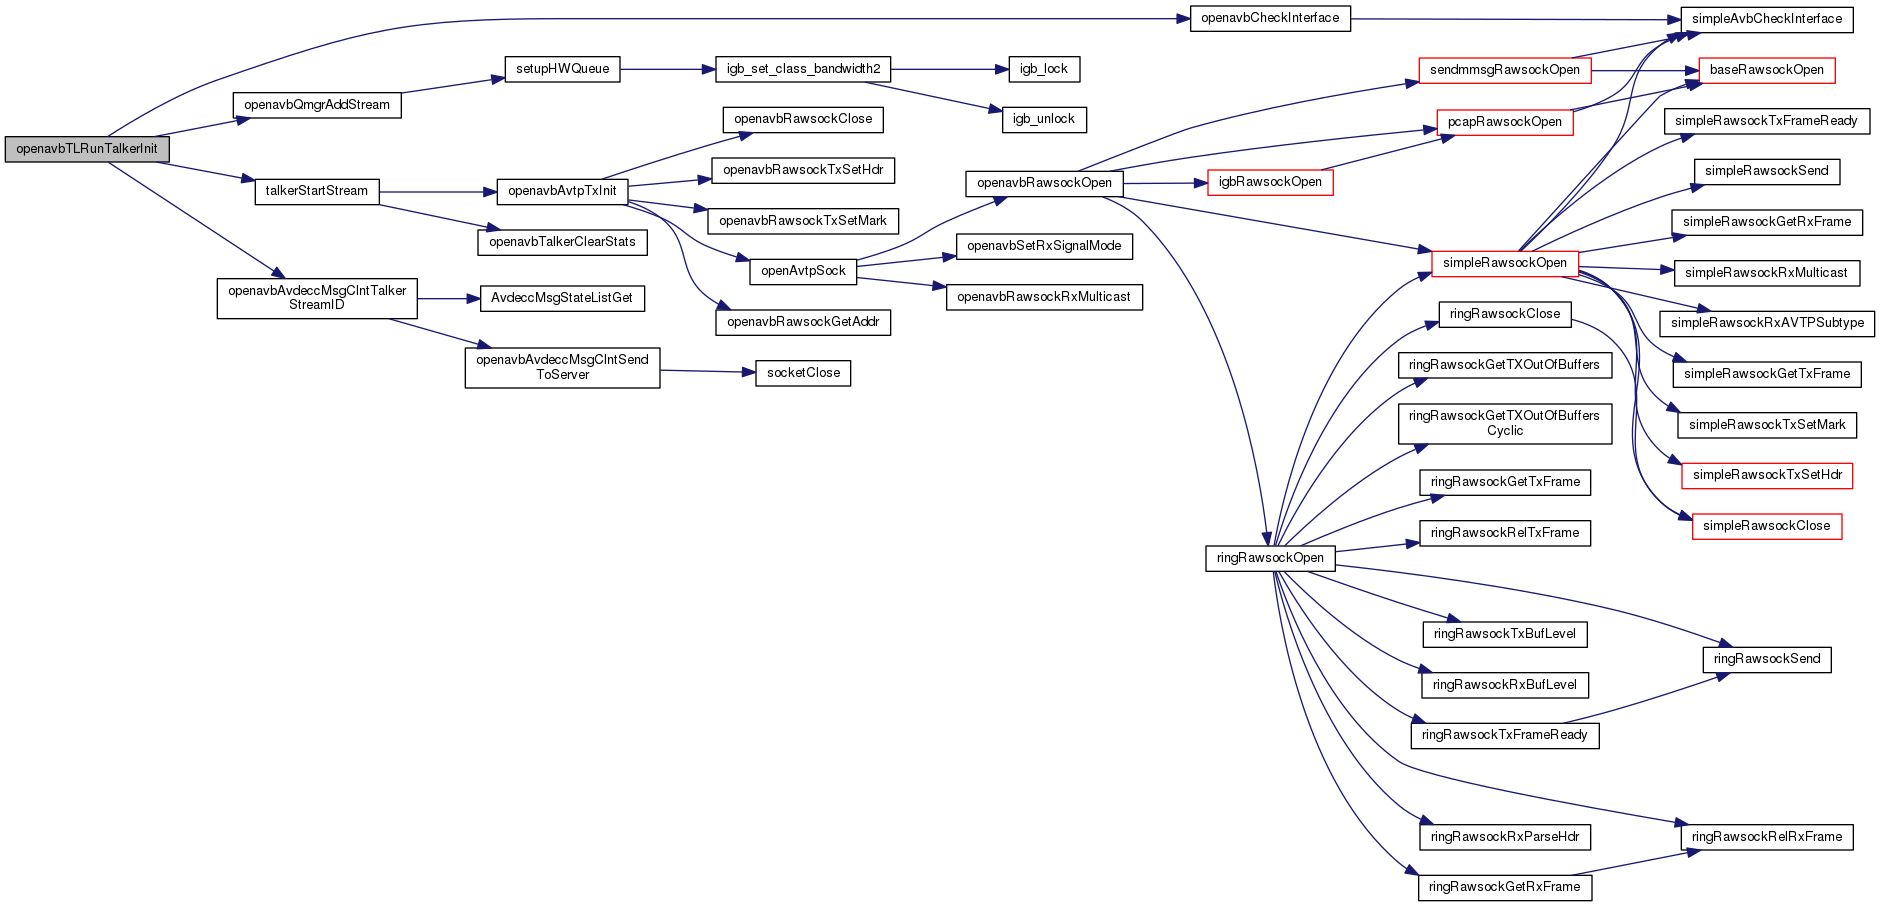 openavbTLRunTalkerInit
openavbQmgrAddStream
talkerStartStream
openavbAvdeccMsgClntTalker
StreamID
setupHWQueue
openavbAvtpTxInit
openavbTalkerClearStats
AvdeccMsgStateListGet
openavbAvdeccMsgClntSend
ToServer
igb_set_class_bandwidth2
openavbRawsockClose
openavbRawsockTxSetHdr
openavbRawsockTxSetMark
openAvtpSock
openavbRawsockGetAddr
socketClose
igb_lock
igb_unlock
openavbRawsockOpen
openavbSetRxSignalMode
openavbRawsockRxMulticast
openavbCheckInterface
igbRawsockOpen
ringRawsockOpen
sendmmsgRawsockOpen
pcapRawsockOpen
simpleRawsockOpen
ringRawsockClose
ringRawsockGetTXOutOfBuffers
ringRawsockGetTXOutOfBuffers
Cyclic
ringRawsockGetTxFrame
ringRawsockRelTxFrame
ringRawsockTxBufLevel
ringRawsockRxBufLevel
ringRawsockTxFrameReady
ringRawsockRxParseHdr
ringRawsockGetRxFrame
simpleAvbCheckInterface
baseRawsockOpen
simpleRawsockTxFrameReady
simpleRawsockSend
simpleRawsockGetRxFrame
simpleRawsockRxMulticast
simpleRawsockRxAVTPSubtype
simpleRawsockGetTxFrame
simpleRawsockTxSetMark
simpleRawsockTxSetHdr
simpleRawsockClose
ringRawsockSend
ringRawsockRelRxFrame